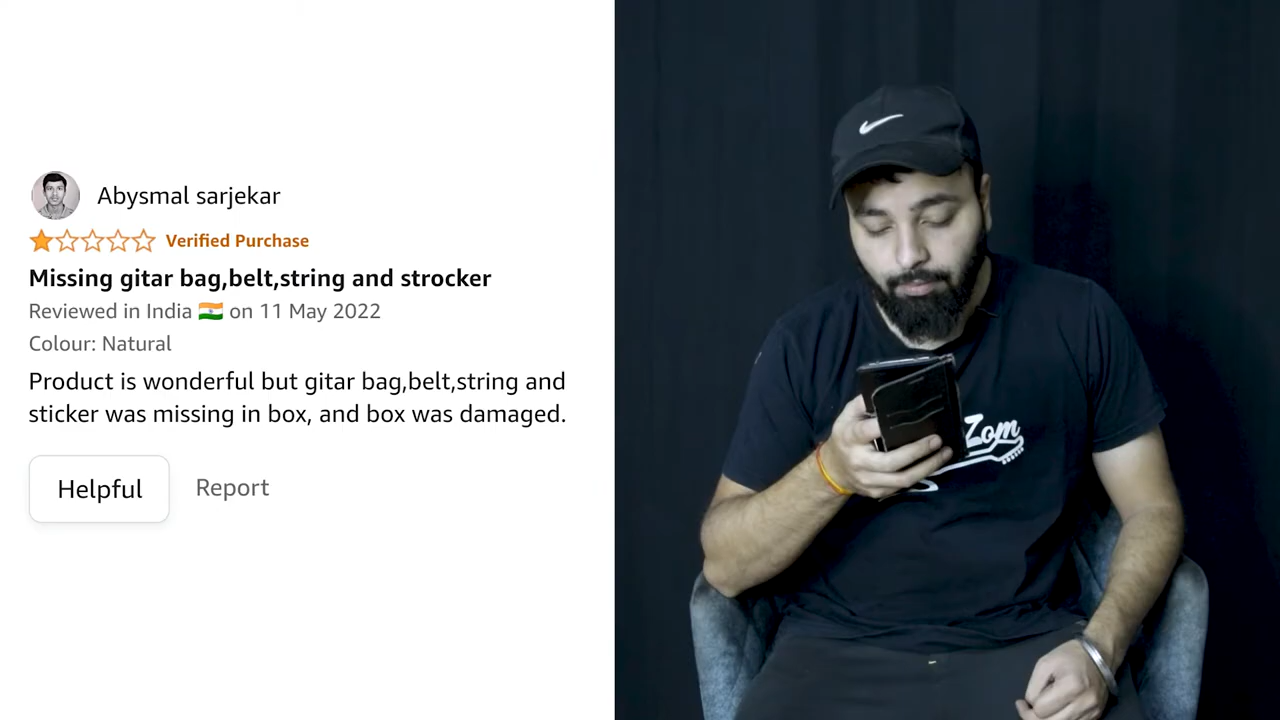 Abysmal sarjekar
Verified Purchase
Missing gitar bag,belt,string and strocker
Reviewed in India 🇮🇳 on 11 May 2022
Colour: Natural
Product is wonderful but gitar bag,belt,string and
sticker was missing in box, and box was damaged.
Helpful
Report
Zom